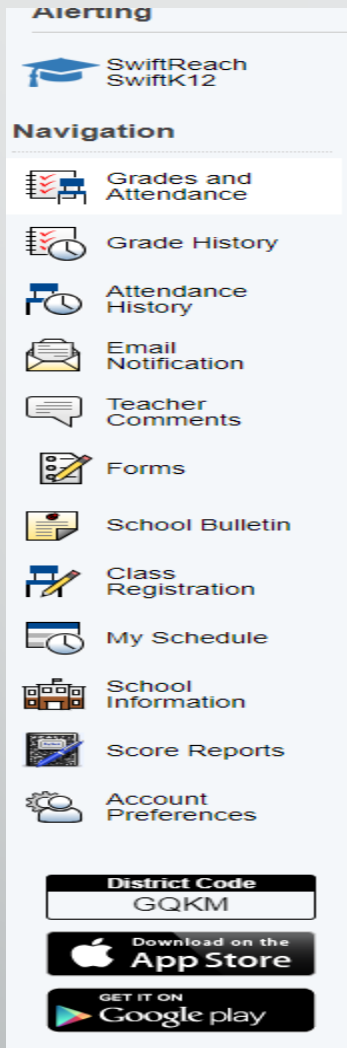 Alerting
SwiftReach
SwiftK12
Navigation
Grades and
Attendance
Grade History
Attendance
History
Email
Notification
Teacher
Comments
Forms
School Bulletin
Class
Registration
My Schedule
School
Information
Score Reports
Account
Preferences
District Code
GQKM
Download on the
App Store
GET IT ON
Google play